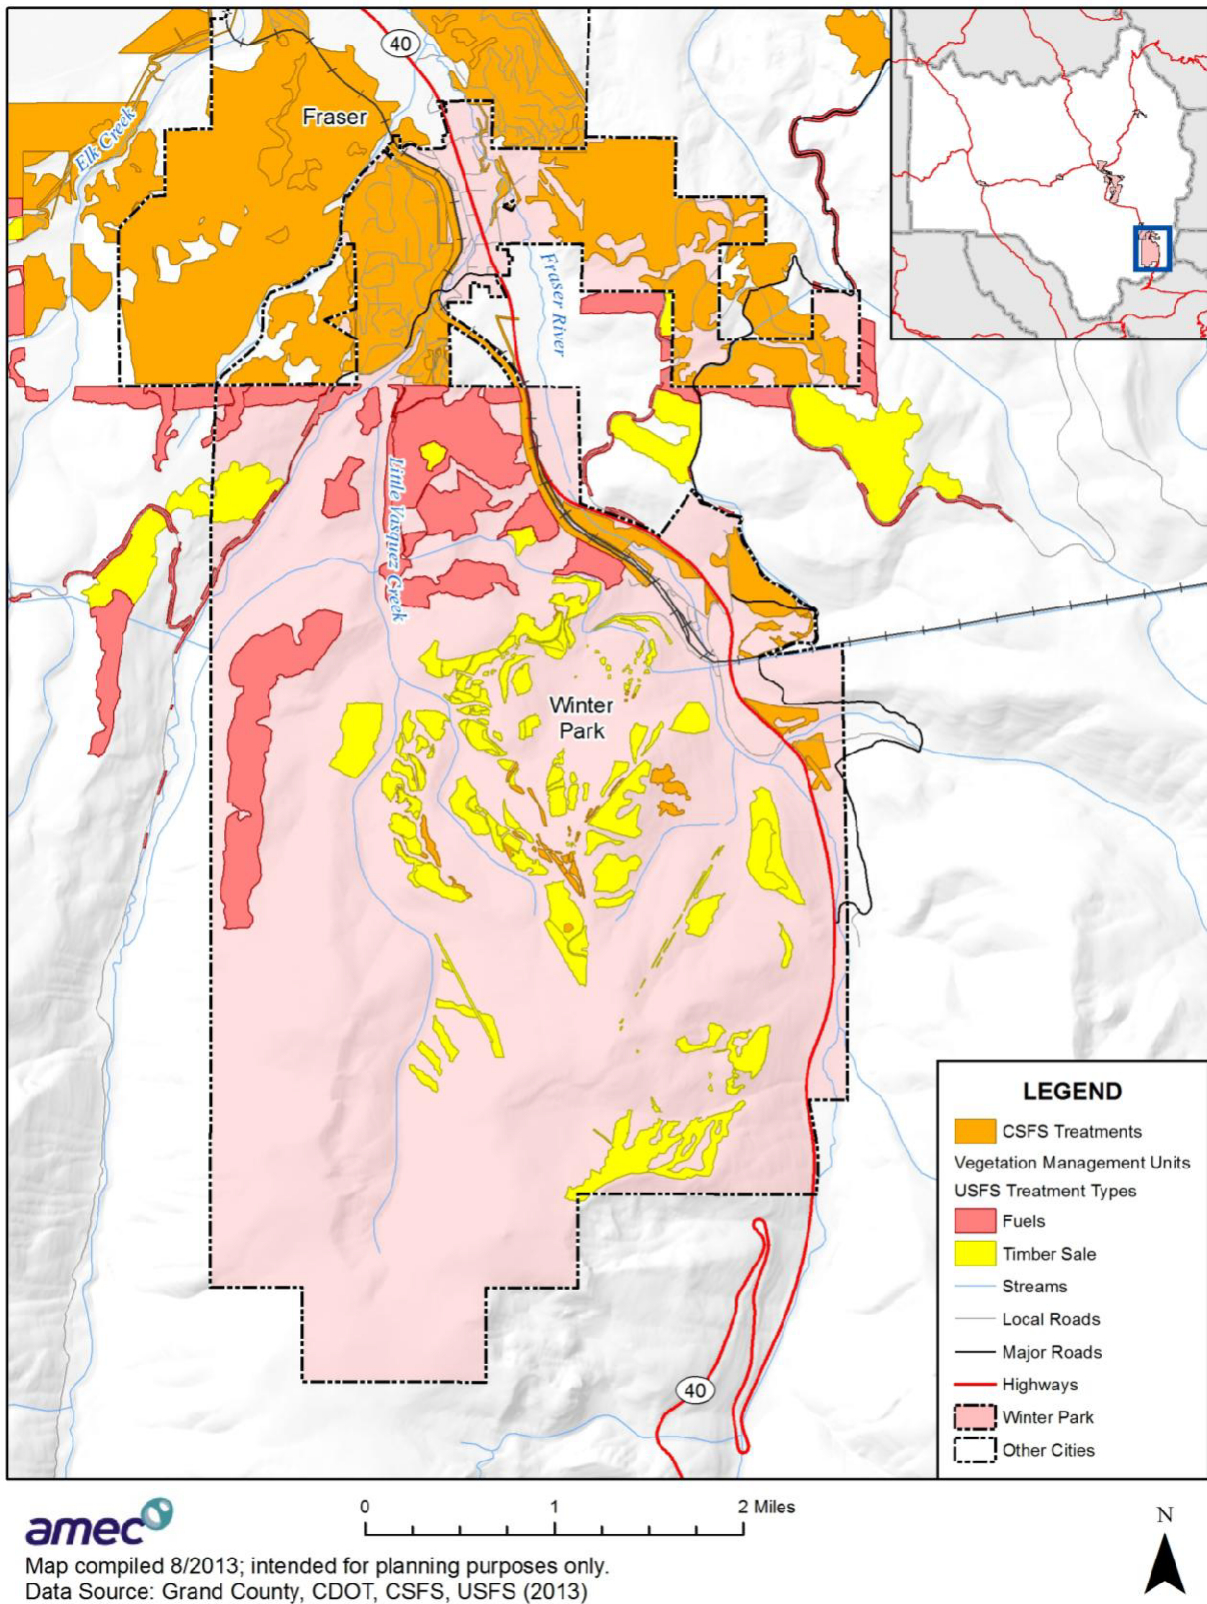 40
Fraser
Elk Creek
Fraser River
Little Vasquez Creek
Winter
Park
40
LEGEND
CSFS Treatments
Vegetation Management Units
USFS Treatment Types
Fuels
Timber Sale
Streams
Local Roads
Major Roads
Highways
Winter Park
Other Cities
amec
0 1 2 Miles
N
Map compiled 8/2013; intended for planning purposes only.
Data Source: Grand County, CDOT, CSFS, USFS (2013)